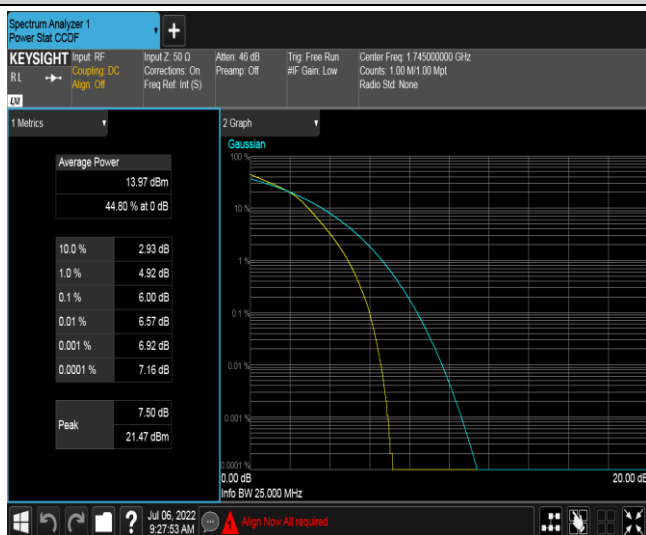 Spectrum Analyzer 1
Power Stat CCDF
+
KEYSIGHT
RL
LXI
Input: RF
Coupling: DC
Align: Off
Input Z: 50 Ω
Corrections: On
Freq Ref: Int (S)
Atten: 46 dB
Preamp: Off
Trig: Free Run
#IF Gain: Low
Center Freq: 1.745000000 GHz
Counts: 1.00 M/1.00 Mpt
Radio Std: None
1 Metrics
Average Power
13.97 dBm
44.80 % at 0 dB
10.0 % 2.93 dB
1.0 % 4.92 dB
0.1 % 6.00 dB
0.01 % 6.57 dB
0.001 % 6.92 dB
0.0001 % 7.16 dB
Peak
7.50 dB
21.47 dBm
2 Graph
Gaussian
100 %
10 %
1 %
0.1 %
0.01 %
0.001 %
0.0001 %
0.00 dB
20.00 dB
Info BW 25.000 MHz
?
Jul 06, 2022
9:27:53 AM
Align Now All required